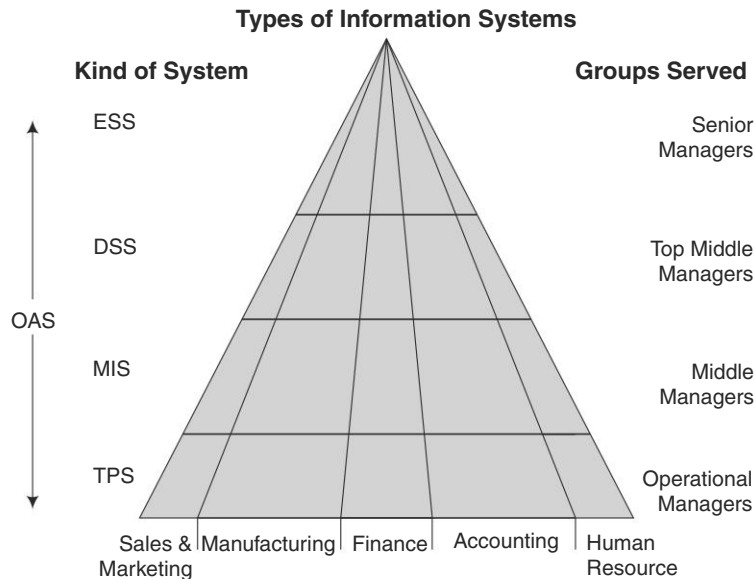 Types of Information Systems
Kind of System
Groups Served
ESS
Senior
Managers
DSS
Top Middle
Managers
OAS
MIS
Middle
Managers
TPS
Operational
Managers
Sales &
Marketing
Manufacturing
Finance
Accounting
Human
Resource